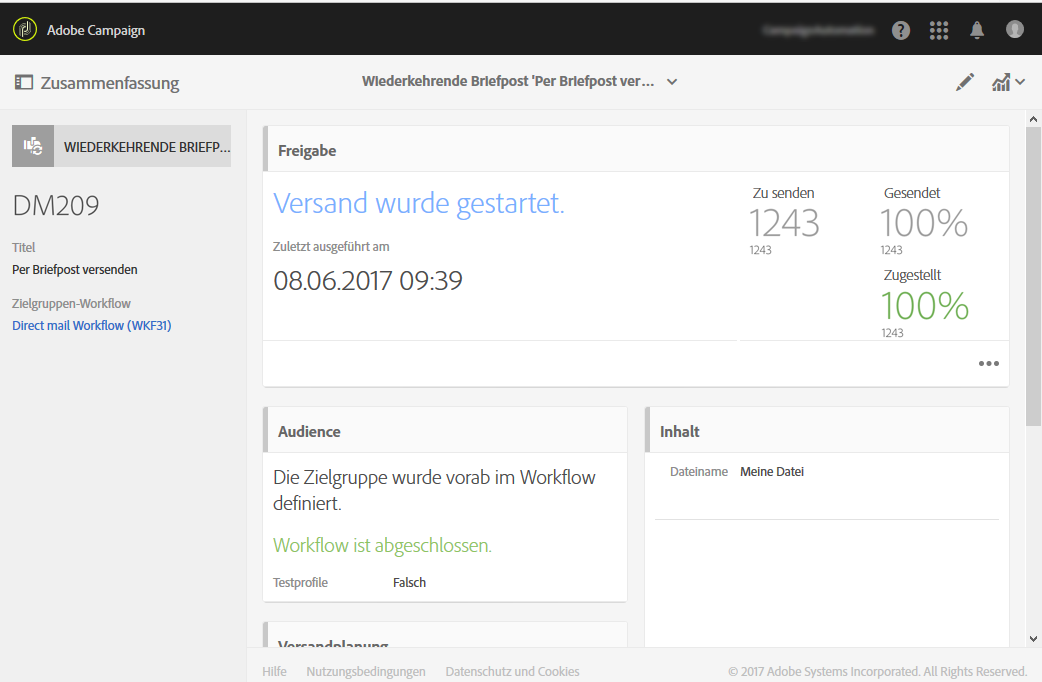 Adobe Campaign
Zusammenfassung
Wiederkehrende Briefpost 'Per Briefpost ver...
WIEDERKEHRENDE BRIEFP...
DM209
Titel
Per Briefpost versenden
Zielgruppen-Workflow
Direct mail Workflow (WKF31)
Freigabe
Versand wurde gestartet.
Zuletzt ausgeführt am
08.06.2017 09:39
Zu senden
1243
1243
Gesendet
100%
1243
Zugestellt
100%
1243
Audience
Die Zielgruppe wurde vorab im Workflow
definiert.
Workflow ist abgeschlossen.
Testprofile Falsch
Inhalt
Dateiname Meine Datei
Versandplanung
Hilfe Nutzungsbedingungen Datenschutz und Cookies © 2017 Adobe Systems Incorporated. All Rights Reserved.